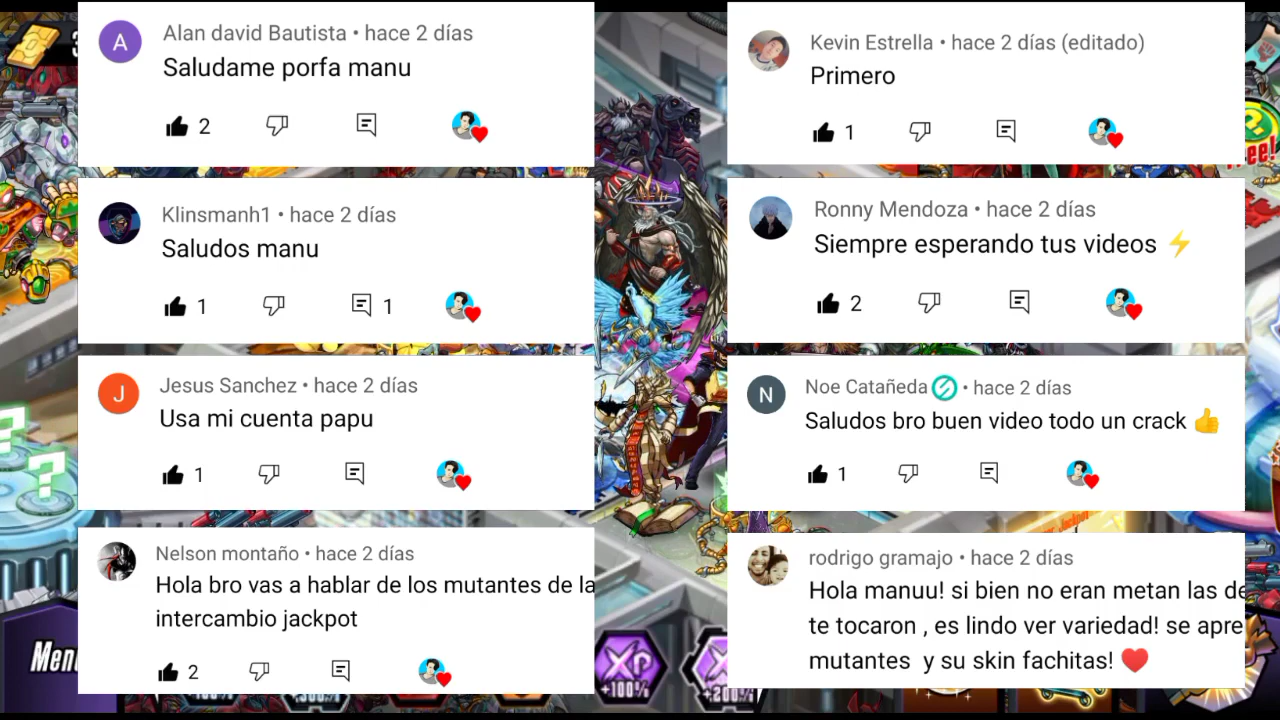 Alan david Bautista • hace 2 días
Saludame porfa manu
2
Klinsmanh1 • hace 2 días
Saludos manu
1 1
Jesus Sanchez • hace 2 días
Usa mi cuenta papu
1
Nelson montaño • hace 2 días
Hola bro vas a hablar de los mutantes de la
intercambio jackpot
2
Kevin Estrella • hace 2 días (editado)
Primero
1
Ronny Mendoza • hace 2 días
Siempre esperando tus videos ⚡
2
Noe Catañeda • hace 2 días
Saludos bro buen video todo un crack 👍
1
rodrigo gramajo • hace 2 días
Hola manuu! si bien no eran metan las de
te tocaron , es lindo ver variedad! se apre
mutantes y su skin fachitas! ❤️
A
J
N
Men
XP
+100%
+200%